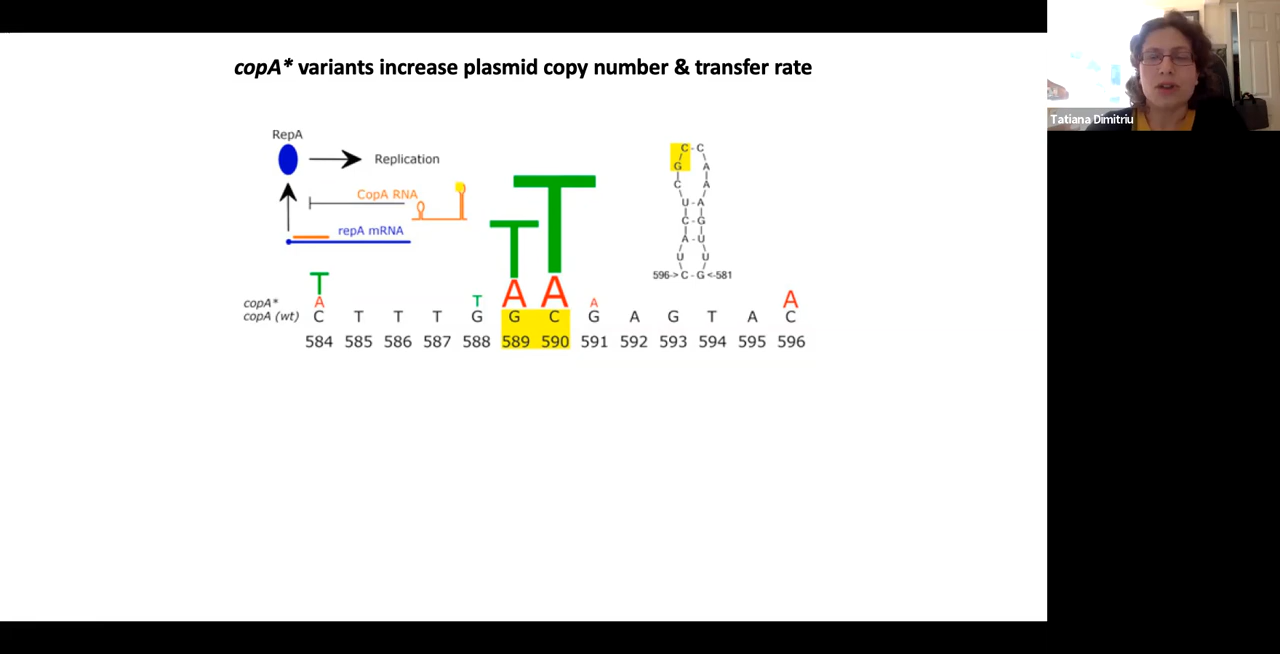 copA* variants increase plasmid copy number & transfer rate
Tatiana Dimitriu
RepA
Replication
CopA RNA
repA mRNA
C - C
G A
C A
U - A
C - G
A - U
U U
596-> C - G <-581
T T
T A T A A A A
copA*
copA (wt) C T T T G G C G A G T A C
584 585 586 587 588 589 590 591 592 593 594 595 596